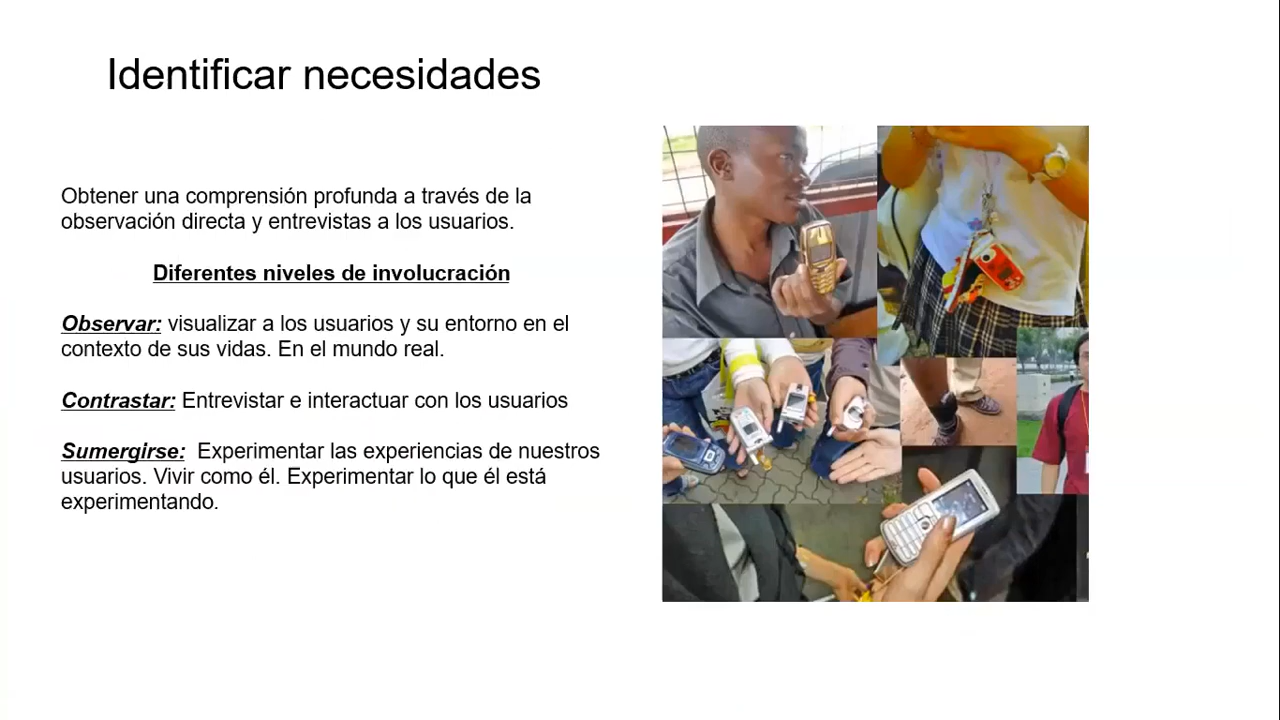 Identificar necesidades
Obtener una comprensión profunda a través de la
observación directa y entrevistas a los usuarios.
Diferentes niveles de involucración
Observar: visualizar a los usuarios y su entorno en el
contexto de sus vidas. En el mundo real.
Contrastar: Entrevistar e interactuar con los usuarios
Sumergirse: Experimentar las experiencias de nuestros
usuarios. Vivir como él. Experimentar lo que él está
experimentando.